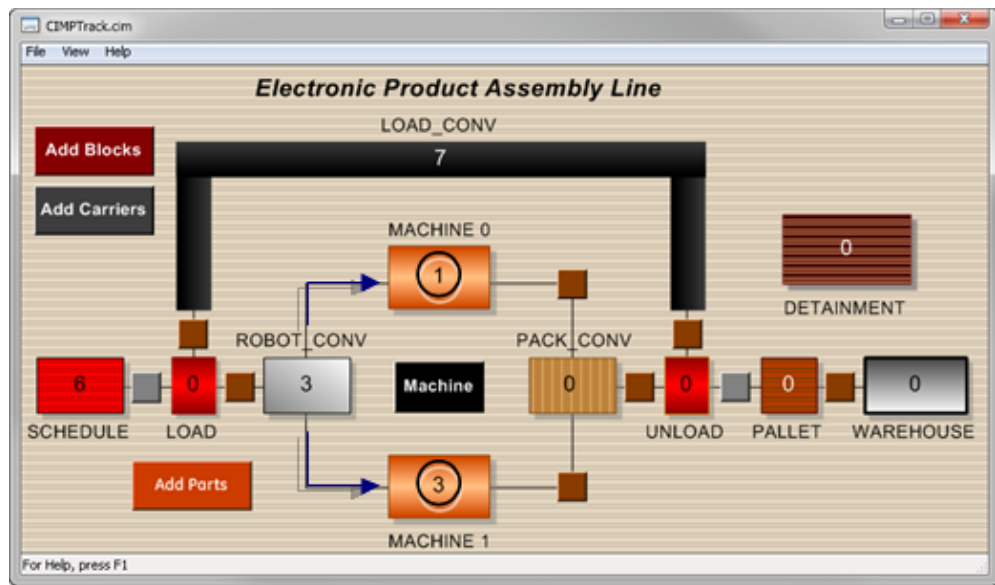 CIMPTrack.cim
File View Help
Electronic Product Assembly Line
LOAD_CONV
7
Add Blocks
Add Carriers
MACHINE 0
1
0
DETAINMENT
ROBOT_CONV
PACK_CONV
6
0
3
Machine
0
0
0
0
SCHEDULE
LOAD
UNLOAD
PALLET
WAREHOUSE
Add Parts
3
MACHINE 1
For Help, press F1